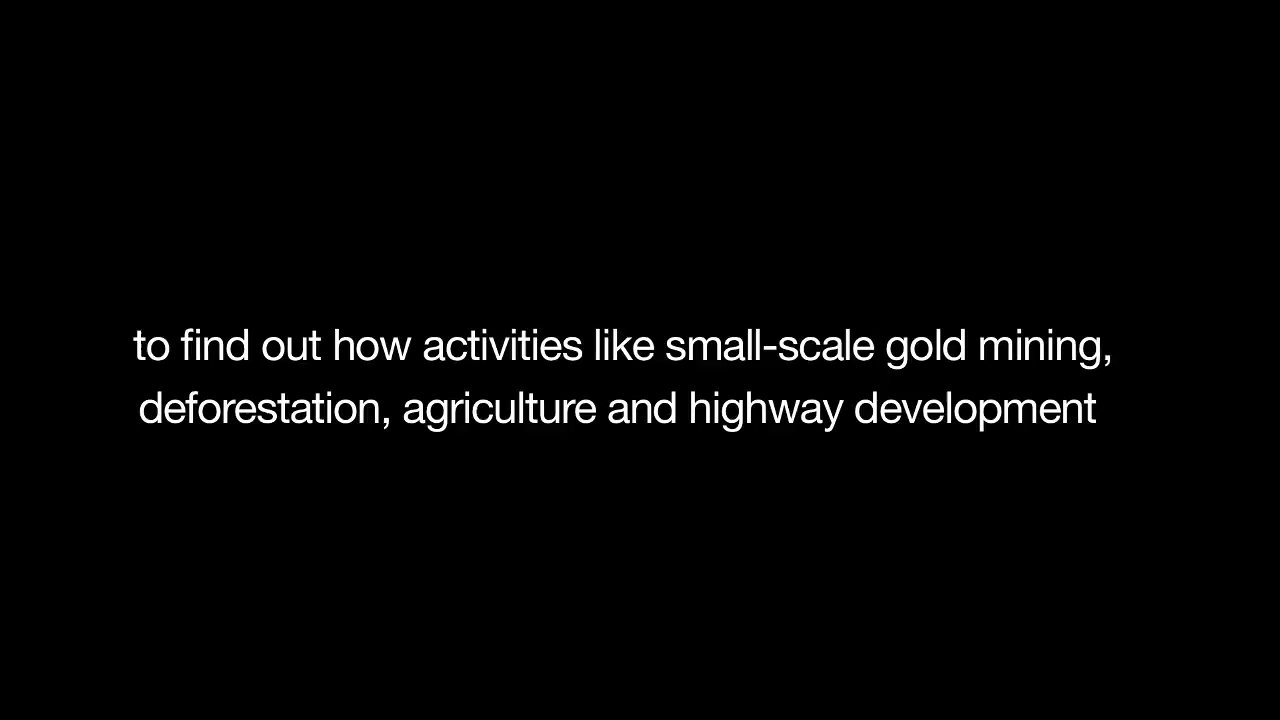 to find out how activities like small-scale gold mining,
deforestation, agriculture and highway development